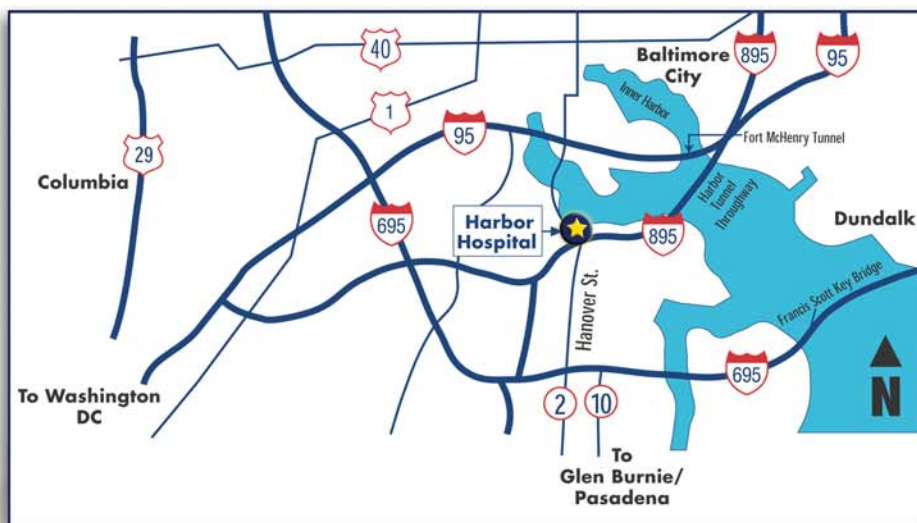 40
Baltimore
City
895
95
Inner Harbor
1
95
Fort McHenry Tunnel
29
Columbia
Harbor
Tunnel
Throughway
695
Harbor
Hospital
895
Dundalk
Hanover St.
Francis Scott Key Bridge
695
To Washington
DC
2
10
N
To
Glen Burnie/
Pasadena